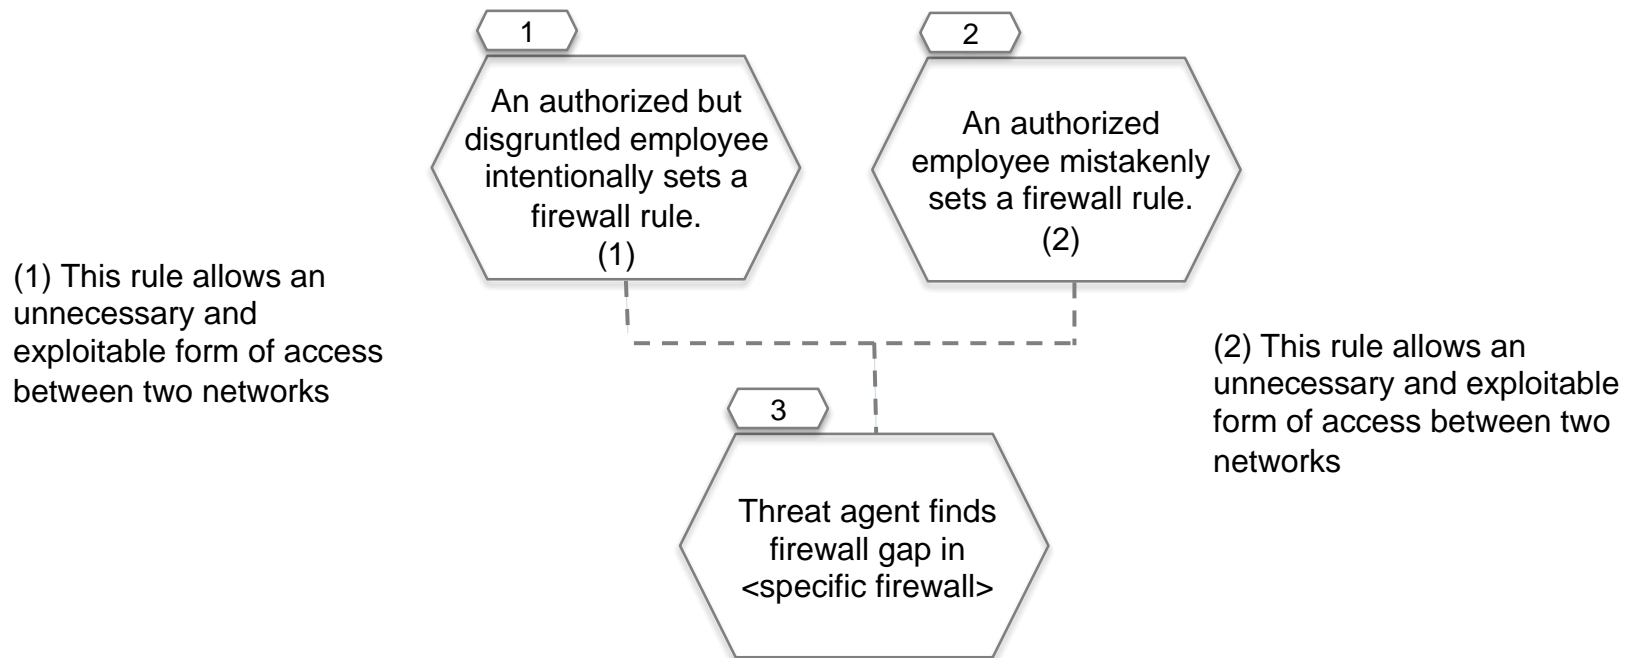 1
An authorized but
disgruntled employee
intentionally sets a
firewall rule.
(1)
2
An authorized
employee mistakenly
sets a firewall rule.
(2)
(1) This rule allows an
unnecessary and
exploitable form of access
between two networks
(2) This rule allows an
unnecessary and exploitable
form of access between two
networks
3
Threat agent finds
firewall gap in
<specific firewall>